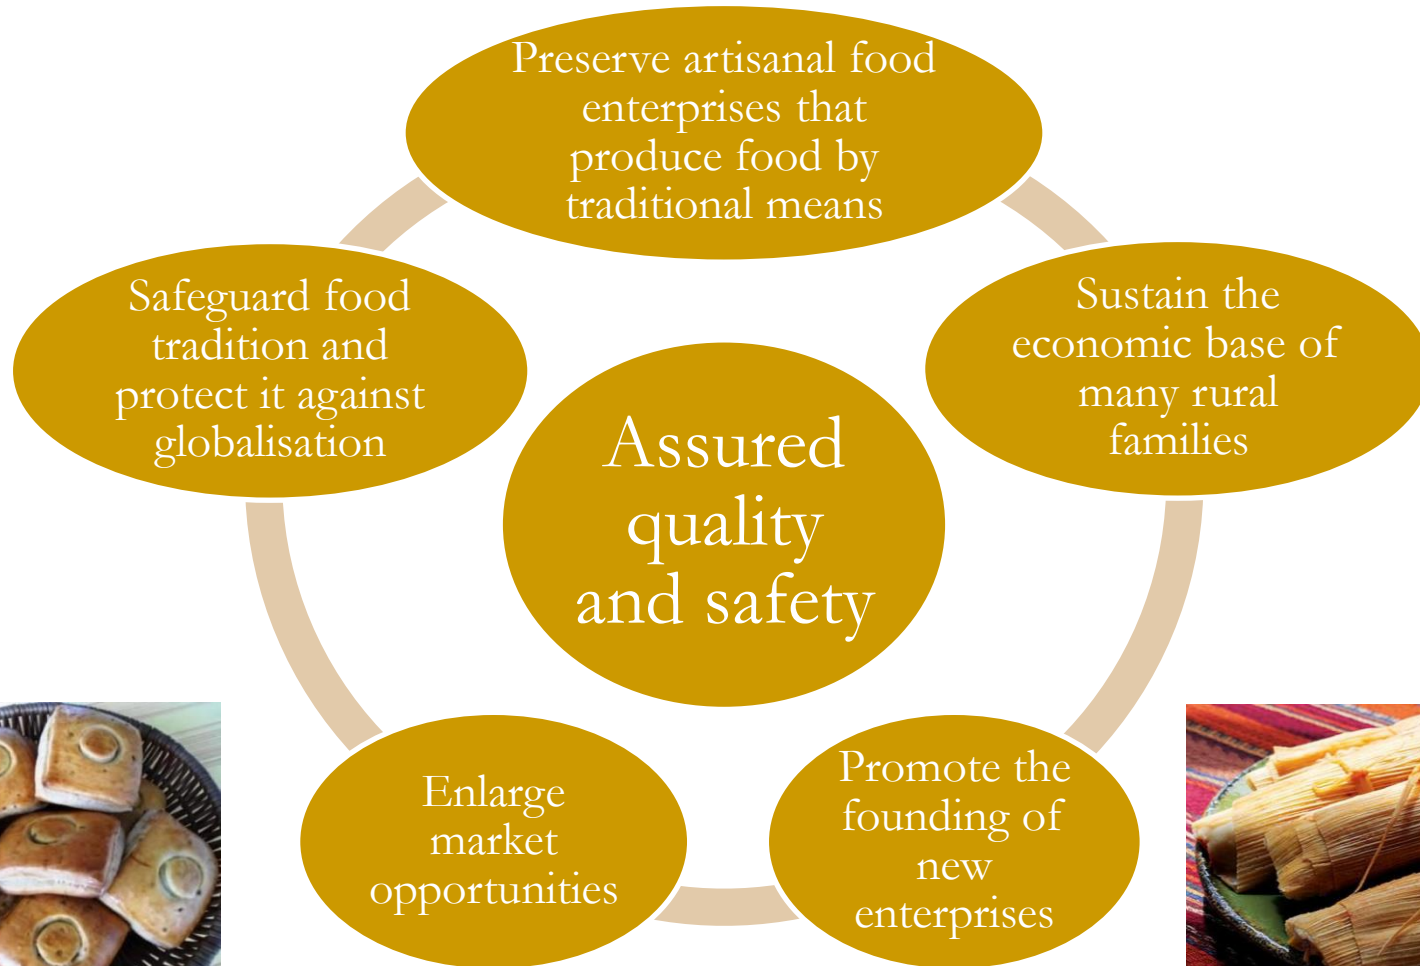 Preserve artisanal food
enterprises that
produce food by
traditional means
Sustain the
economic base of
many rural
families
Promote the
founding of
new
enterprises
Enlarge
market
opportunities
Safeguard food
tradition and
protect it against
globalisation
Assured
quality
and safety